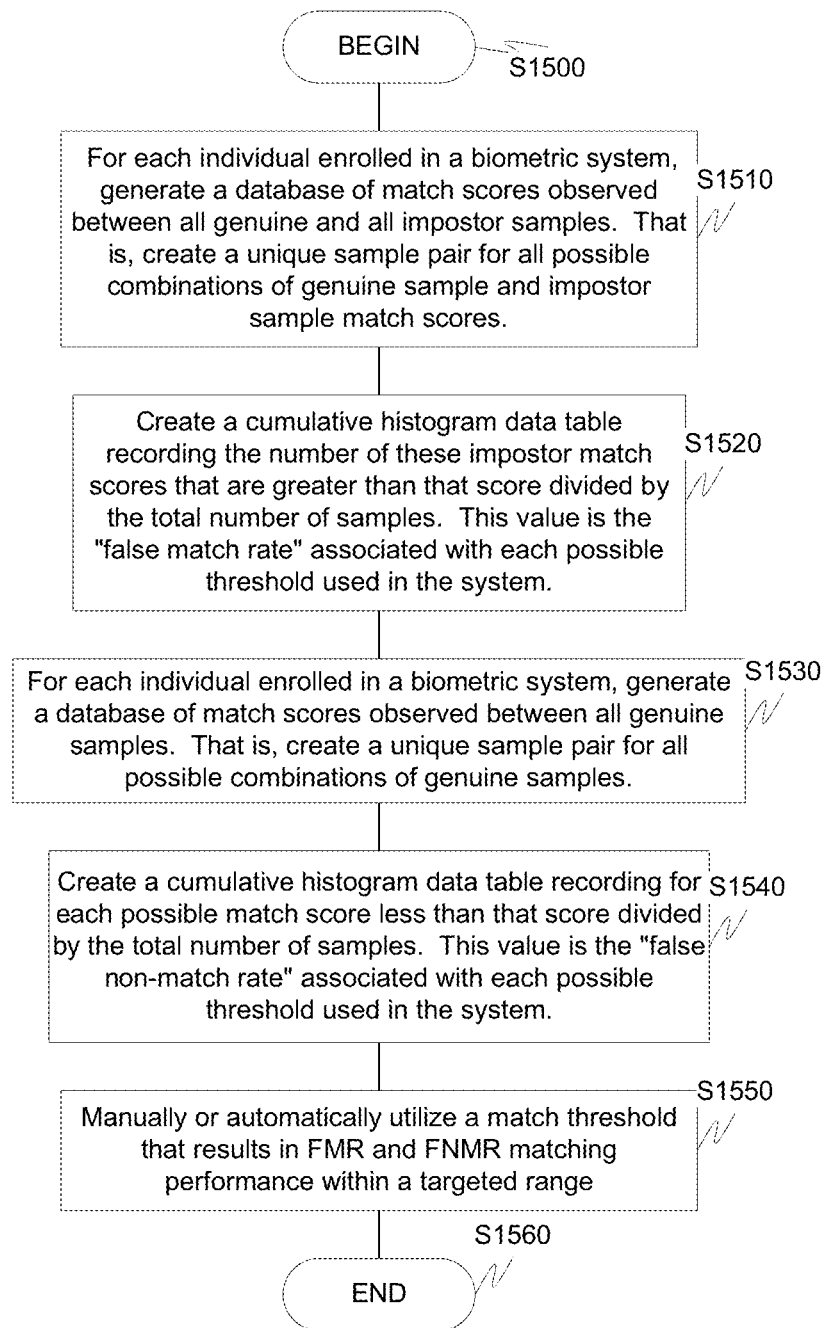 BEGIN
S1500
For each individual enrolled in a biometric system,
generate a database of match scores observed
between all genuine and all impostor samples. That
is, create a unique sample pair for all possible
combinations of genuine sample and impostor
sample match scores.
S1510
Create a cumulative histogram data table
recording the number of these impostor match
scores that are greater than that score divided by
the total number of samples. This value is the
"false match rate" associated with each possible
threshold used in the system.
S1520
For each individual enrolled in a biometric system, generate
a database of match scores observed between all genuine
samples. That is, create a unique sample pair for all
possible combinations of genuine samples.
S1530
Create a cumulative histogram data table recording for
each possible match score less than that score divided
by the total number of samples. This value is the "false
non-match rate" associated with each possible
threshold used in the system.
S1540
Manually or automatically utilize a match threshold
that results in FMR and FNMR matching
performance within a targeted range
S1550
END
S1560